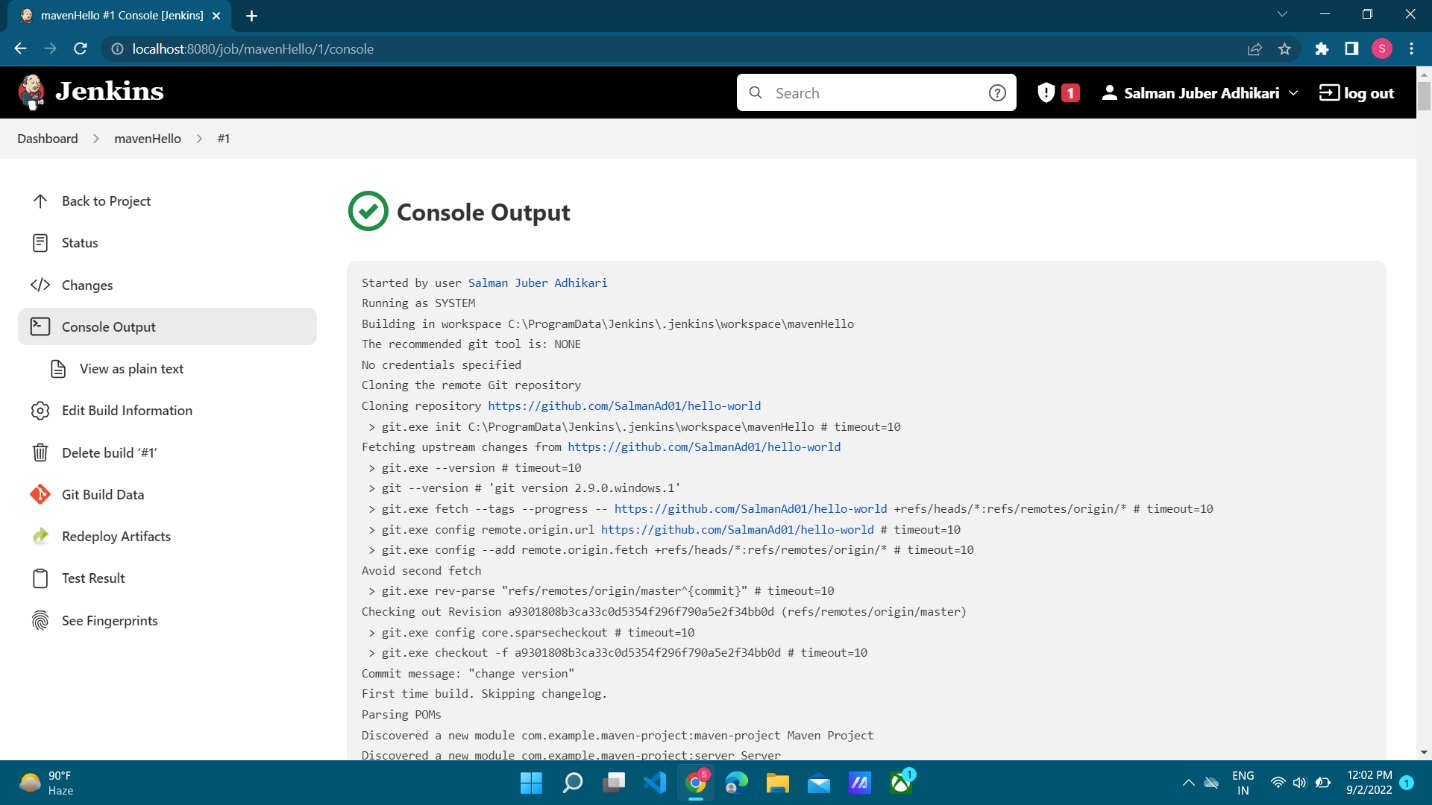 mavenHello #1 Console [Jenkins]
localhost:8080/job/mavenHello/1/console
S
Jenkins
Search
1
Salman Juber Adhikari
log out
Dashboard
mavenHello
#1
Back to Project
Status
Changes
Console Output
View as plain text
Edit Build Information
Delete build ‘#1’
Git Build Data
Redeploy Artifacts
Test Result
See Fingerprints
Console Output
Started by user Salman Juber Adhikari
Running as SYSTEM
Building in workspace C:\ProgramData\Jenkins\.jenkins\workspace\mavenHello
The recommended git tool is: NONE
No credentials specified
Cloning the remote Git repository
Cloning repository https://github.com/SalmanAd01/hello-world
> git.exe init C:\ProgramData\Jenkins\.jenkins\workspace\mavenHello # timeout=10
Fetching upstream changes from https://github.com/SalmanAd01/hello-world
> git.exe --version # timeout=10
> git --version # 'git version 2.9.0.windows.1'
> git.exe fetch --tags --progress -- https://github.com/SalmanAd01/hello-world +refs/heads/*:refs/remotes/origin/* # timeout=10
> git.exe config remote.origin.url https://github.com/SalmanAd01/hello-world # timeout=10
> git.exe config --add remote.origin.fetch +refs/heads/*:refs/remotes/origin/* # timeout=10
Avoid second fetch
> git.exe rev-parse "refs/remotes/origin/master^{commit}" # timeout=10
Checking out Revision a9301808b3ca33c0d5354f296f790a5e2f34bb0d (refs/remotes/origin/master)
> git.exe config core.sparsecheckout # timeout=10
> git.exe checkout -f a9301808b3ca33c0d5354f296f790a5e2f34bb0d # timeout=10
Commit message: "change version"
First time build. Skipping changelog.
Parsing POMs
Discovered a new module com.example.maven-project:maven-project Maven Project
Discovered a new module com.example.maven-project:server Server
90°F
Haze
S
1
ENG
IN
12:02 PM
9/2/2022
1